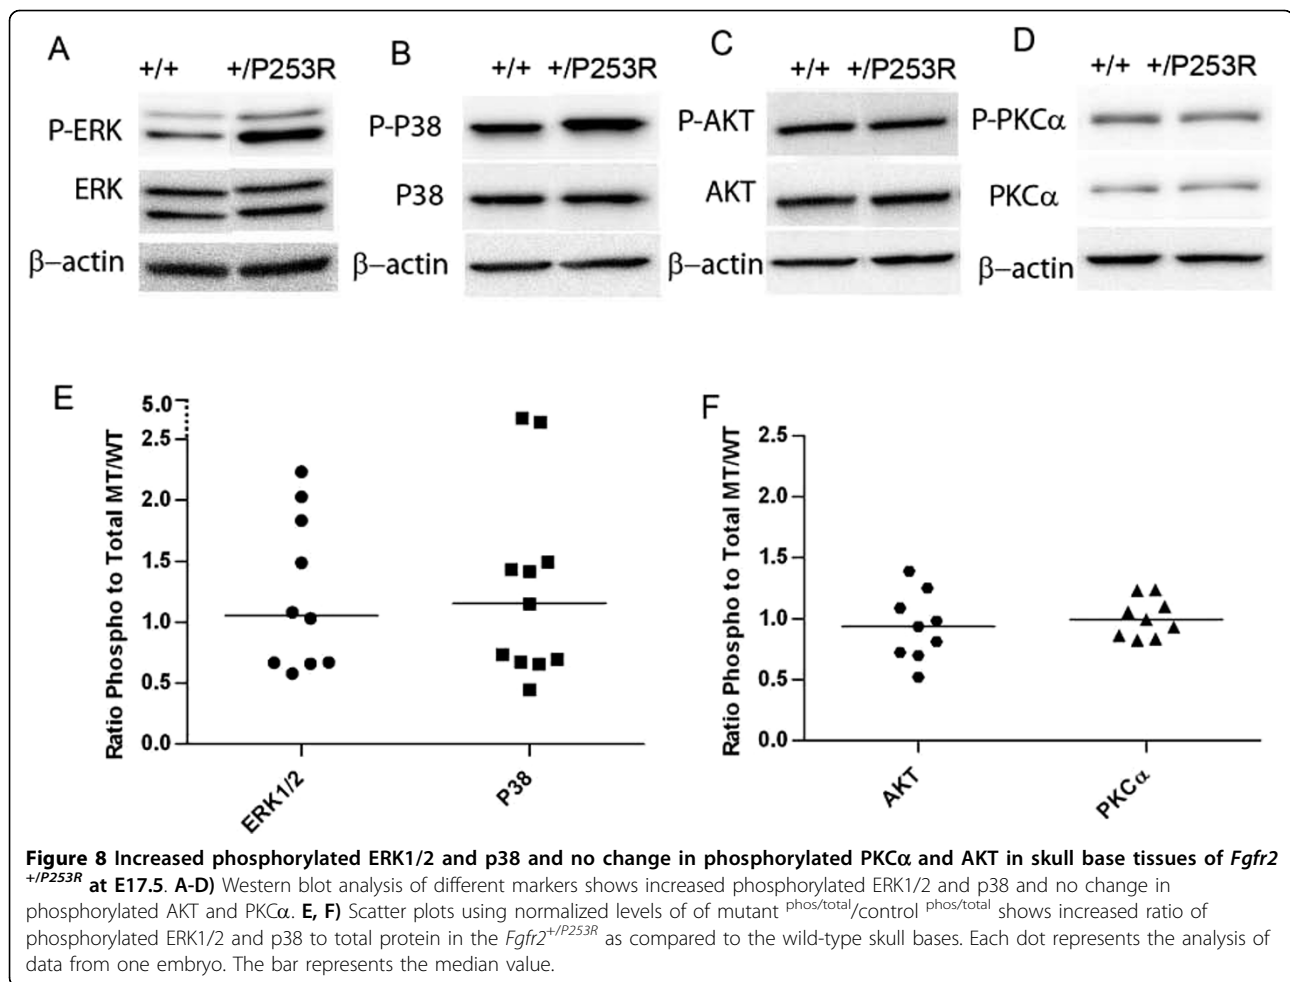 A
+/+ +/P253R
P-ERK
ERK
β–actin
B
+/+ +/P253R
P-P38
P38
β–actin
C
+/+ +/P253R
P-AKT
AKT
β–actin
D
+/+ +/P253R
P-PKCα
PKCα
β–actin
E
Ratio Phospho to Total MT/WT
5.0
2.5
2.0
1.5
1.0
0.5
0.0
ERK1/2
P38
F
Ratio Phospho to Total MT/WT
2.5
2.0
1.5
1.0
0.5
0.0
AKT
PKCα
Figure 8 Increased phosphorylated ERK1/2 and p38 and no change in phosphorylated PKCα and AKT in skull base tissues of Fgfr2
+/P253R at E17.5. A-D) Western blot analysis of different markers shows increased phosphorylated ERK1/2 and p38 and no change in
phosphorylated AKT and PKCα. E, F) Scatter plots using normalized levels of of mutant phos/total/control phos/total shows increased ratio of
phosphorylated ERK1/2 and p38 to total protein in the Fgfr2+/P253R as compared to the wild-type skull bases. Each dot represents the analysis of
data from one embryo. The bar represents the median value.